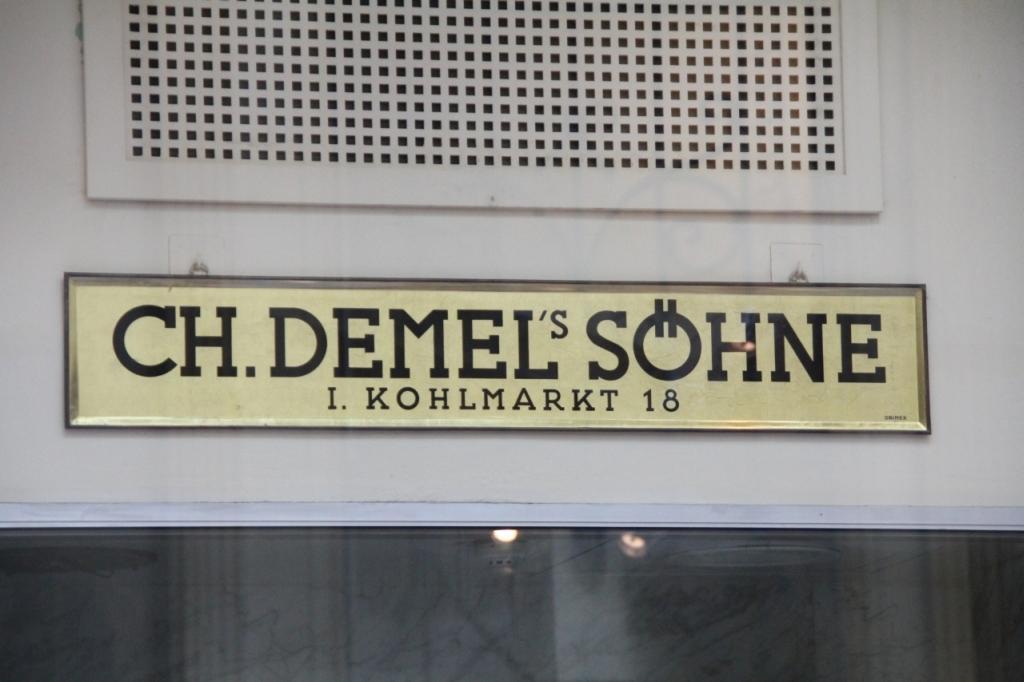 CH. DEMEL'S SÖHNE
I. KOHLMARKT 18